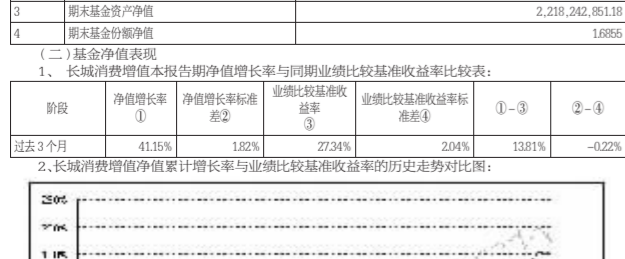 3 期末基金资产净值 2,218,242,851.18
4 期末基金份额净值 1.6855
(二)基金净值表现
1、 长城消费增值本报告期净值增长率与同期业绩比较基准收益率比较表:
阶段 净值增长率① 净值增长率标准差② 业绩比较基准收益率③ 业绩比较基准收益率标准差④ ①-③ ②-④
过去 3 个月 41.15% 1.82% 27.34% 2.04% 13.81% -0.22%
2、长城消费增值净值累计增长率与业绩比较基准收益率的历史走势对比图: